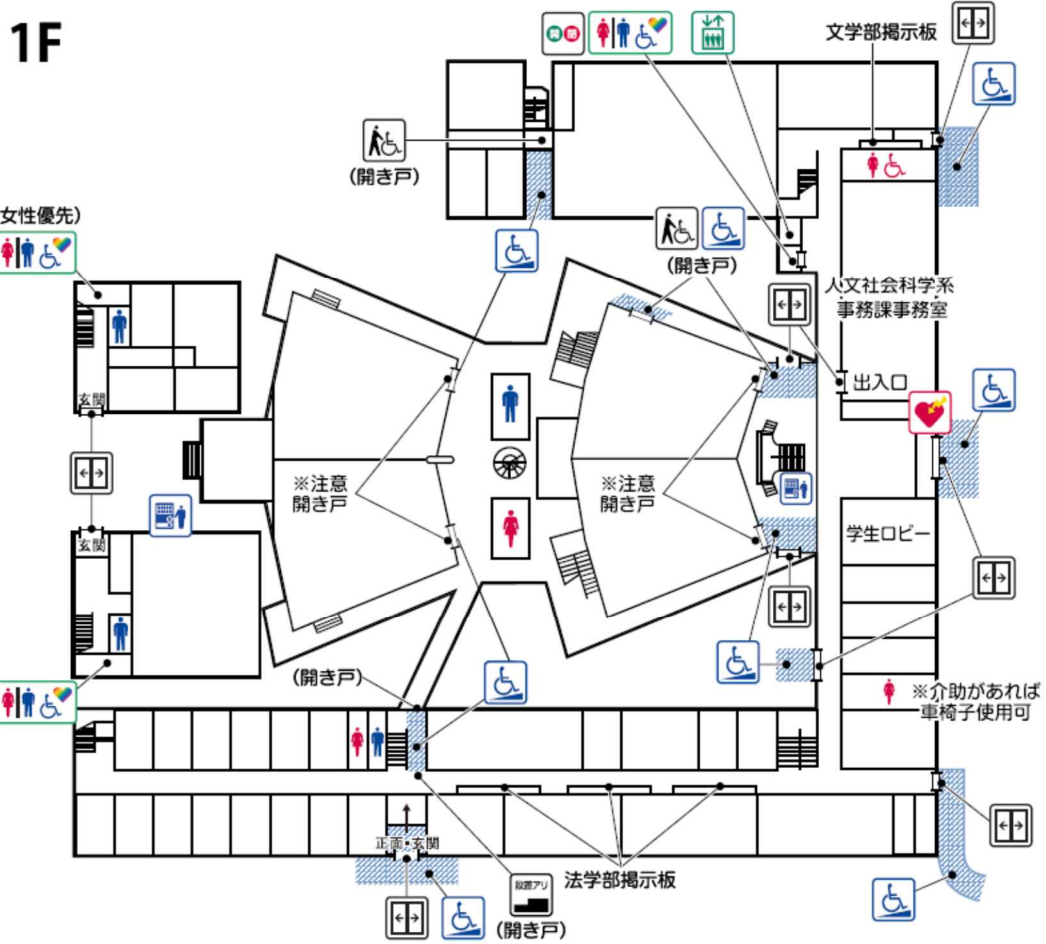 1F
開 閉
文学部掲示板
(開き戸)
女性優先)
(開き戸)
人文社会科学系
事務課事務室
出入口
玄関
※注意
開き戸
※注意
開き戸
玄関
学生ロビー
(開き戸)
※介助があれば
車椅子使用可
正面・玄関
法学部掲示板
段差アリ
(開き戸)